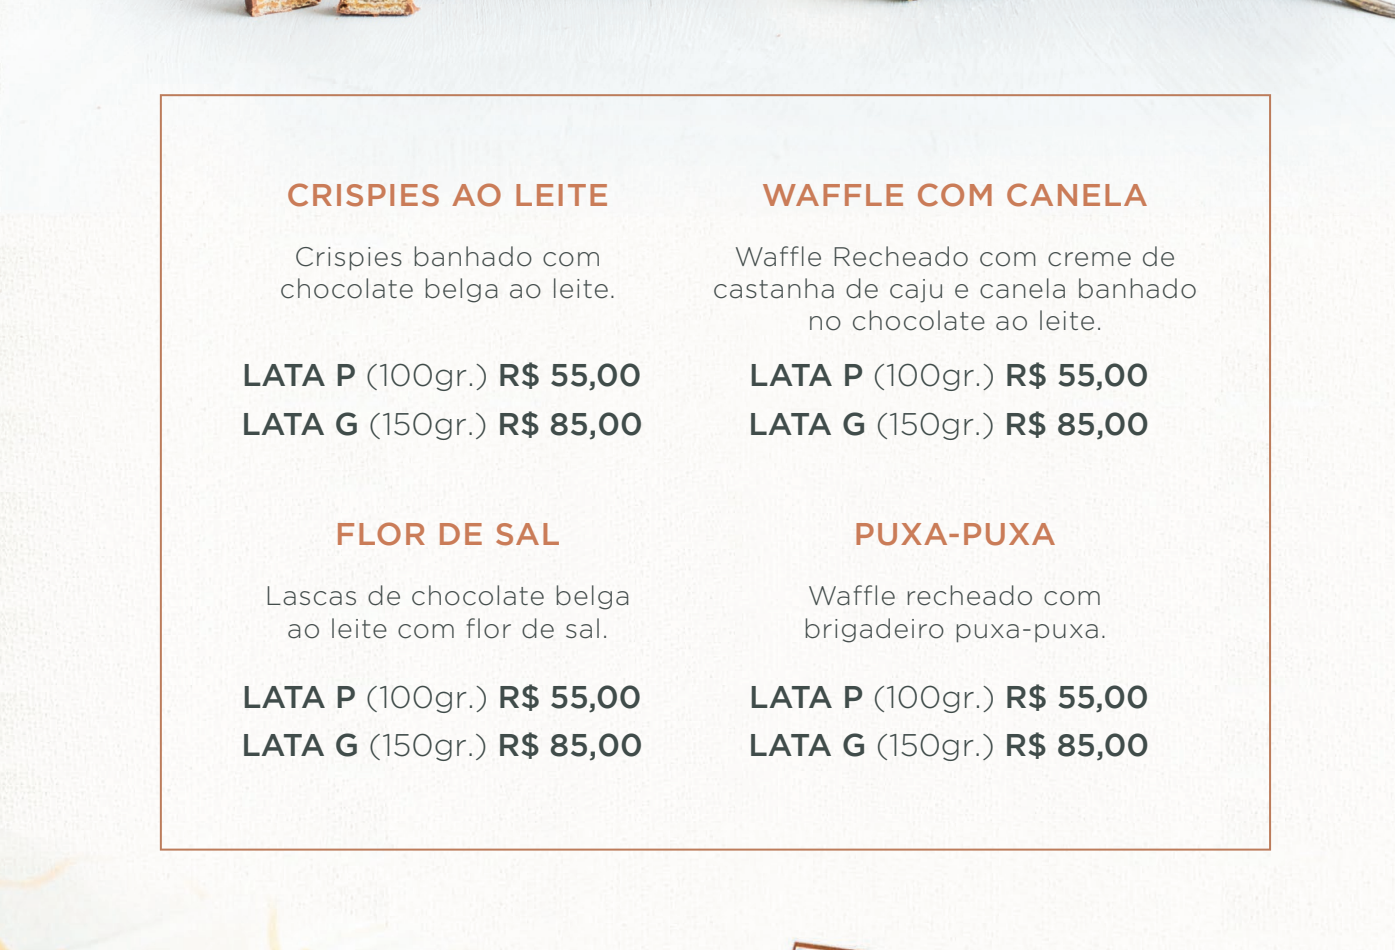 CRISPIES AO LEITE
Crispies banhado com
chocolate belga ao leite.
LATA P (100gr.) R$ 55,00
LATA G (150gr.) R$ 85,00
WAFFLE COM CANELA
Waffle Recheado com creme de
castanha de caju e canela banhado
no chocolate ao leite.
LATA P (100gr.) R$ 55,00
LATA G (150gr.) R$ 85,00
FLOR DE SAL
Lascas de chocolate belga
ao leite com flor de sal.
LATA P (100gr.) R$ 55,00
LATA G (150gr.) R$ 85,00
PUXA-PUXA
Waffle recheado com
brigadeiro puxa-puxa.
LATA P (100gr.) R$ 55,00
LATA G (150gr.) R$ 85,00